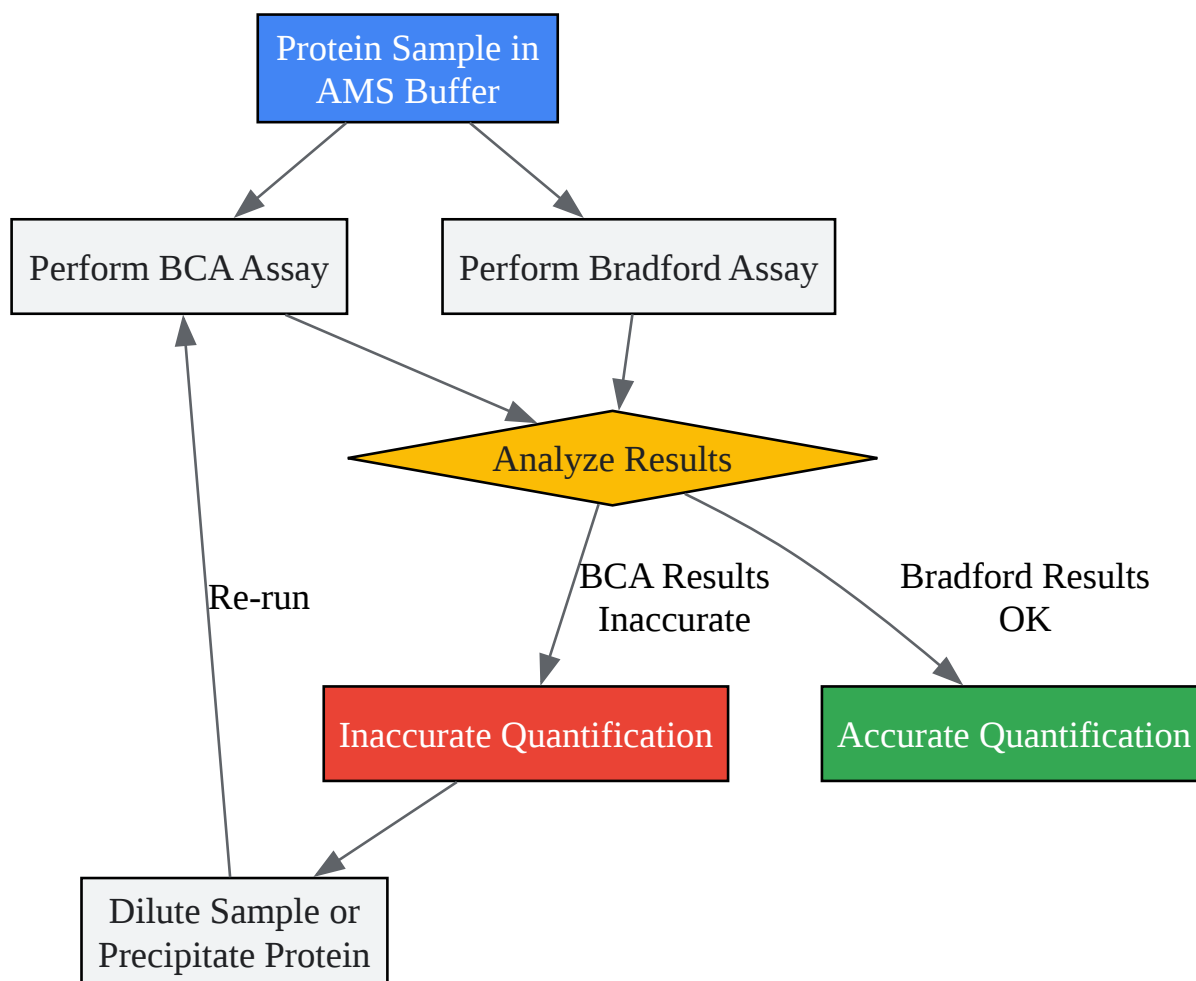 Protein Sample in
AMS Buffer
Perform BCA Assay
Perform Bradford Assay
Analyze Results
BCA Results
Inaccurate
Bradford Results
OK
Re-run
Inaccurate Quantification
Accurate Quantification
Dilute Sample or
Precipitate Protein